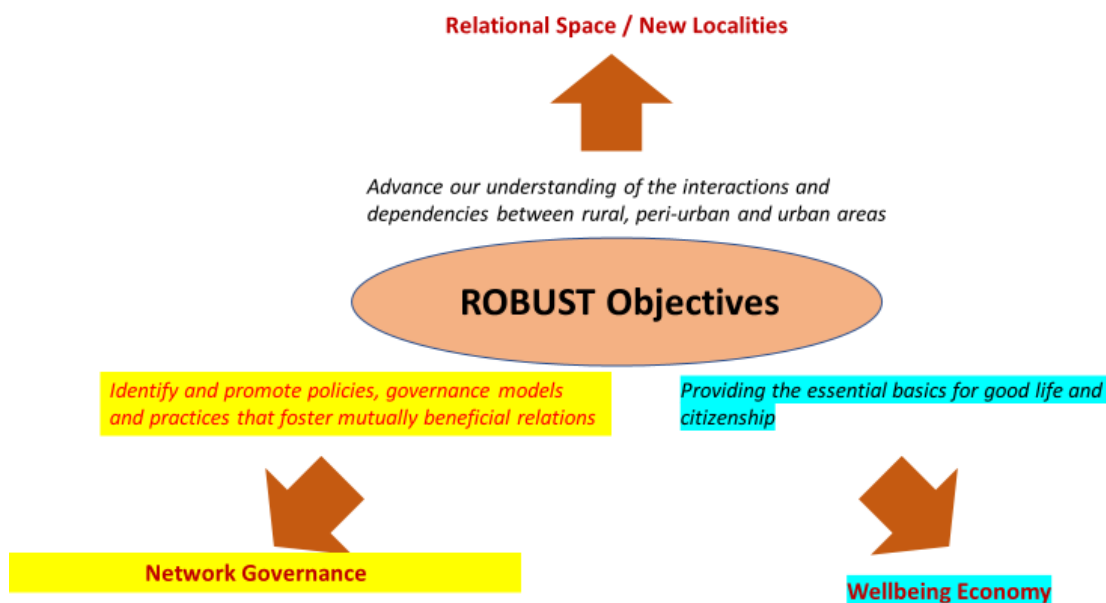 Relational Space / New Localities
Advance our understanding of the interactions and
dependencies between rural, peri-urban and urban areas
ROBUST Objectives
Identify and promote policies, governance models
and practices that foster mutually beneficial relations
Providing the essential basics for good life and
citizenship
Network Governance
Wellbeing Economy